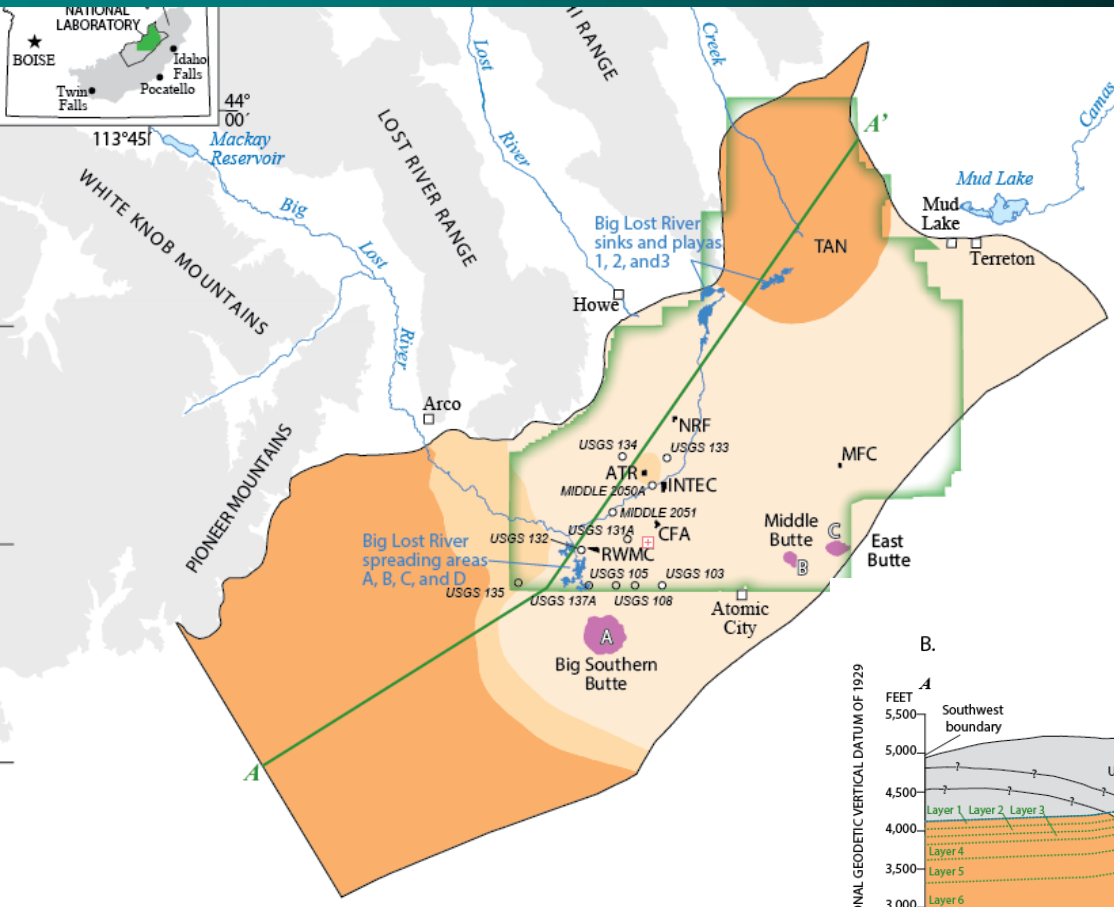 NATIONAL
LABORATORY
BOISE
Idaho
Falls
Pocatello
Twin
Falls
44°
00'
113°45'
Mackay
Reservoir
WHITE KNOB MOUNTAINS
LOST RIVER RANGE
HI RANGE
Big
Lost
River
Lost
River
Creek
Camas
A'
Mud Lake
Mud
Lake
Terreton
TAN
Big Lost River
sinks and playas
1, 2, and3
Howe
Arco
PIONEER MOUNTAINS
NRF
USGS 134
USGS 133
ATR
MIDDLE 2050A
INTEC
MFC
MIDDLE 2051
USGS 131A
CFA
USGS 132
RWMC
Middle
Butte
B
C
East
Butte
Big Lost River
spreading areas
A, B, C, and D
USGS 135
USGS 105
USGS 103
USGS 137A
USGS 108
Atomic
City
A
Big Southern
Butte
A
B.
A
FEET
5,500
5,000
4,500
4,000
3,500
3,000
NAL GEODETIC VERTICAL DATUM OF 1929
Southwest
boundary
?
?
?
?
?
U
Layer 1 Layer 2 Layer 3
Layer 4
Layer 5
Layer 6